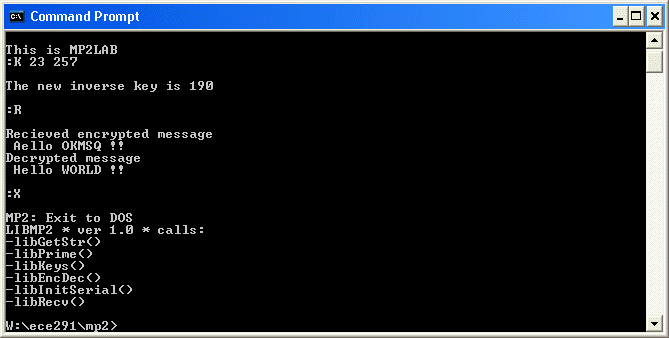 Command Prompt
This is MP2LAB
:K 23 257
The new inverse key is 190
:R
Recieved encrypted message
Aello OKMSQ !!
Decrypted message
Hello WORLD !!
:X
MP2: Exit to DOS
LIBMP2 * ver 1.0 * calls:
-libGetStr()
-libPrime()
-libKeys()
-libEncDec()
-libInitSerial()
-libRecv()
W:\ece291\mp2>